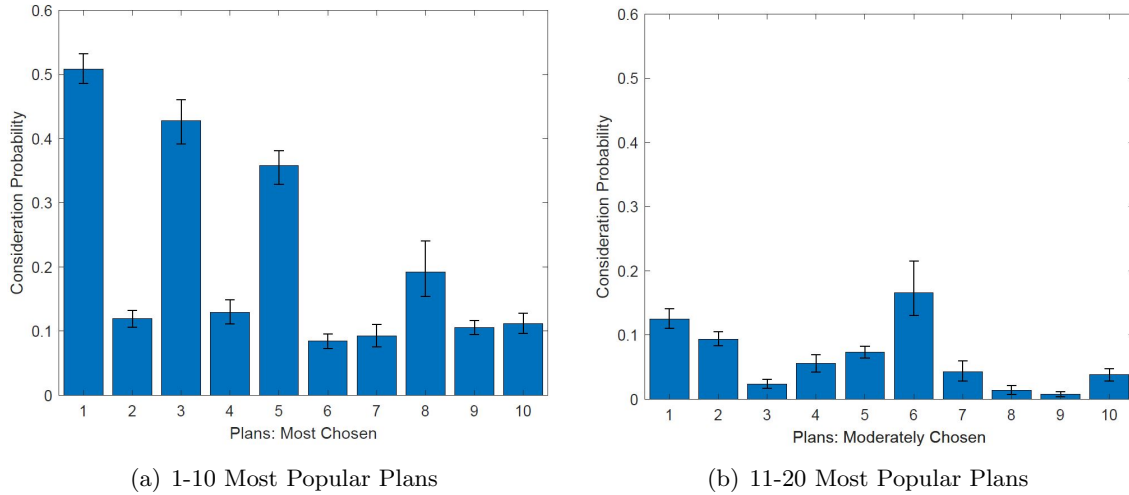 0.6
0.5
0.4
0.3
0.2
0.1
0
Consideration Probability
1 2 3 4 5 6 7 8 9 10
Plans: Most Chosen
(a) 1-10 Most Popular Plans
0.6
0.5
0.4
0.3
0.2
0.1
0
Consideration Probability
1 2 3 4 5 6 7 8 9 10
Plans: Moderately Chosen
(b) 11-20 Most Popular Plans